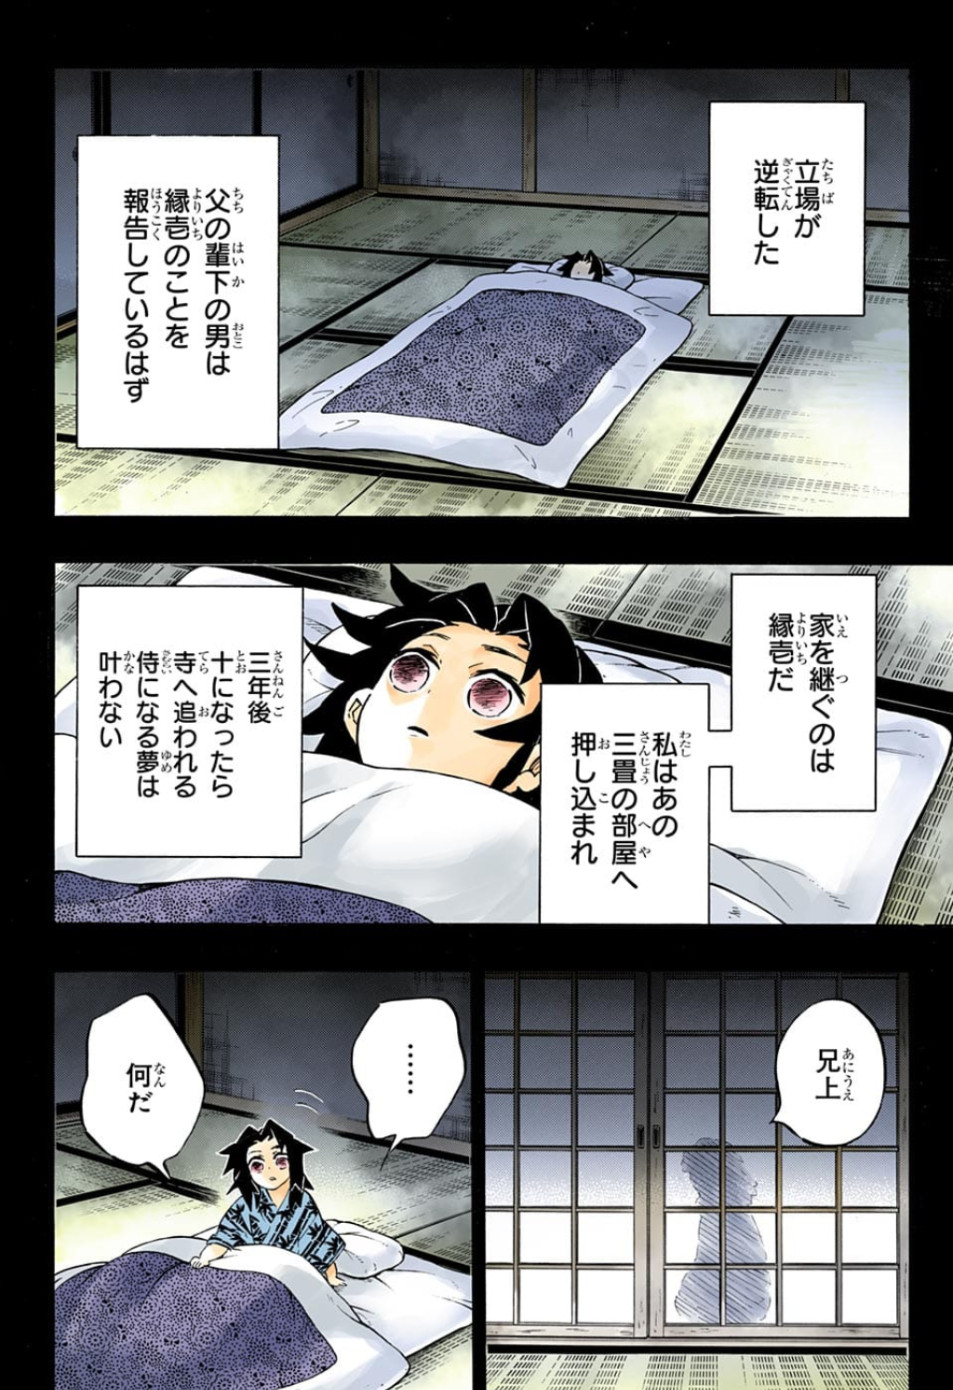 立場が
逆転した
父の輩下の男は
縁壱のことを
報告しているはず
家を継ぐのは
縁壱だ
私はあの
三畳の部屋へ
押し込まれ
三年後
十になったら
寺へ追われる
侍になる夢は
叶わない
兄上
……
何だ